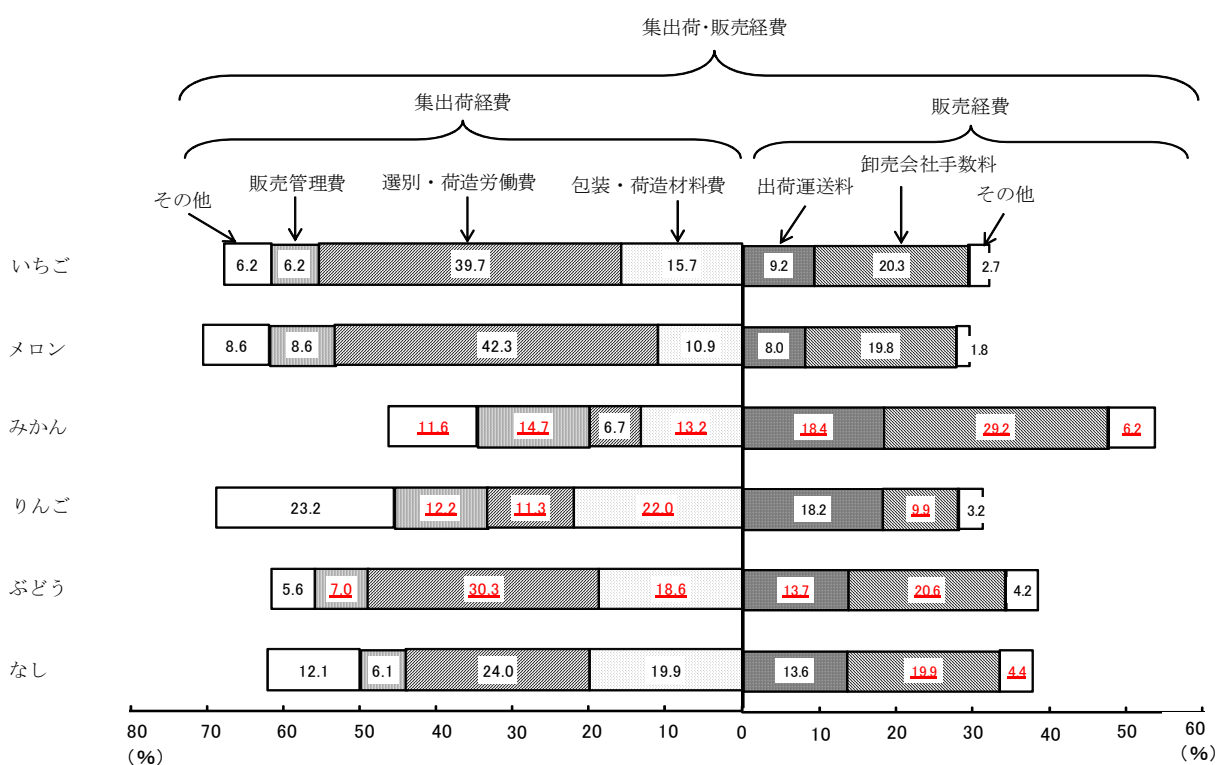 集出荷・販売経費
集出荷経費
販売経費
その他
販売管理費
選別・荷造労働費
包装・荷造材料費
出荷運送料
卸売会社手数料
その他
いちご 6.2 6.2 39.7 15.7 9.2 20.3 2.7
メロン 8.6 8.6 42.3 10.9 8.0 19.8 1.8
みかん 11.6 14.7 6.7 13.2 18.4 29.2 6.2
りんご 23.2 12.2 11.3 22.0 18.2 9.9 3.2
ぶどう 5.6 7.0 30.3 18.6 13.7 20.6 4.2
なし 12.1 6.1 24.0 19.9 13.6 19.9 4.4
80 70 60 50 40 30 20 10 0 10 20 30 40 50 60
(%) (%)